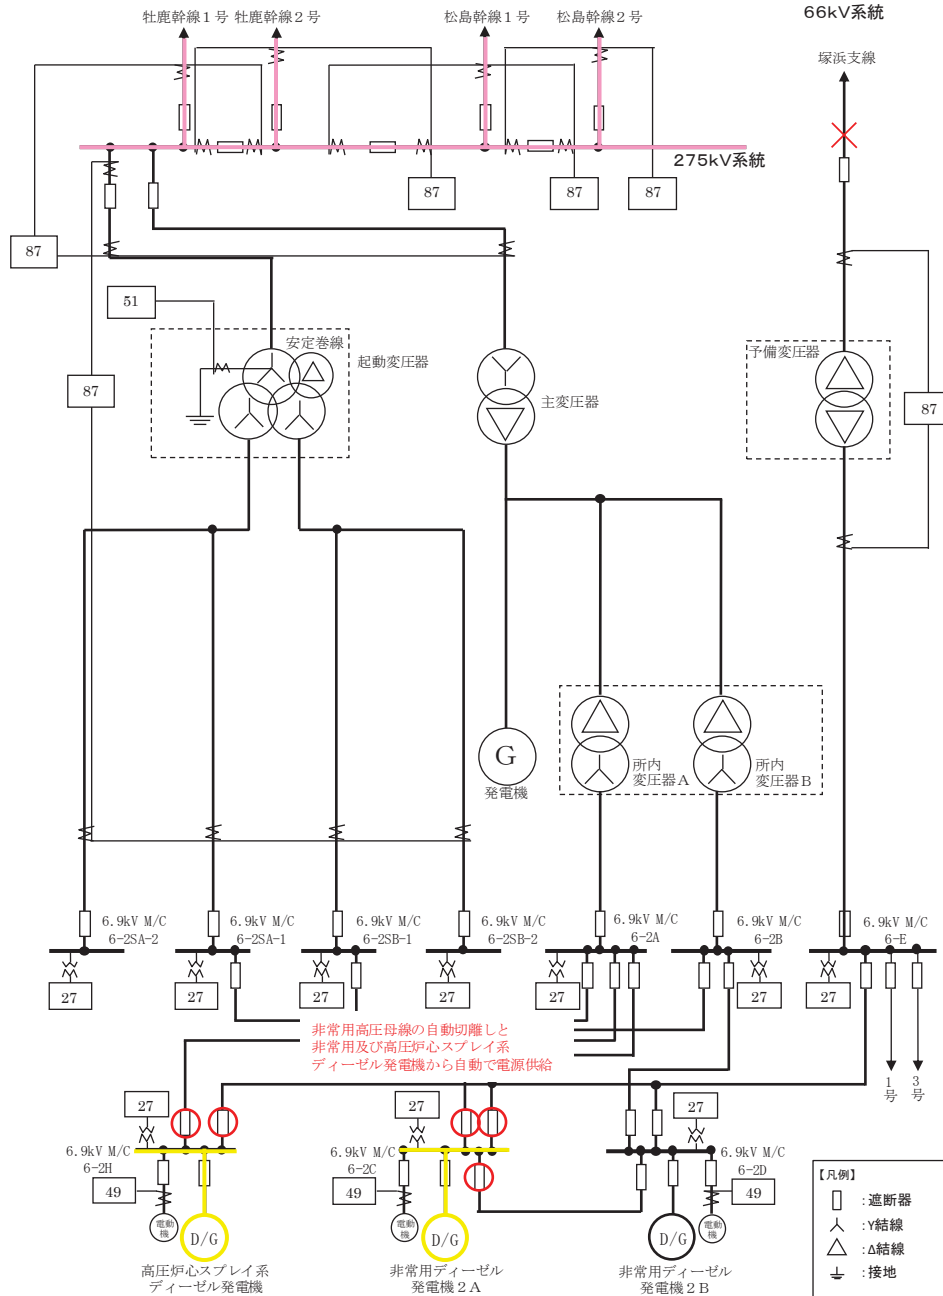 66kV系統
牡鹿幹線1号
牡鹿幹線2号
松島幹線1号
松島幹線2号
塚浜支線
275kV系統
87
87
87
87
51
87
87
安定巻線
起動変圧器
主変圧器
予備変圧器
G
発電機
所内
変圧器A
所内
変圧器B
6.9kV M/C
6-2SA-2
6.9kV M/C
6-2SA-1
6.9kV M/C
6-2SB-1
6.9kV M/C
6-2SB-2
6.9kV M/C
6-2A
6.9kV M/C
6-2B
6.9kV M/C
6-E
27
27
27
27
27
27
27
非常用高圧母線の自動切離しと
非常用及び高圧炉心スプレイ系
ディーゼル発電機から自動で電源供給
1号
3号
27
27
27
6.9kV M/C
6-2H
6.9kV M/C
6-2C
6.9kV M/C
6-2D
49
49
49
電動
機
D/G
電動
機
D/G
D/G
電動
機
高圧炉心スプレイ系
ディーゼル発電機
非常用ディーゼル
発電機2A
非常用ディーゼル
発電機2B
【凡例】
:遮断器
:Y結線
:Δ結線
:接地